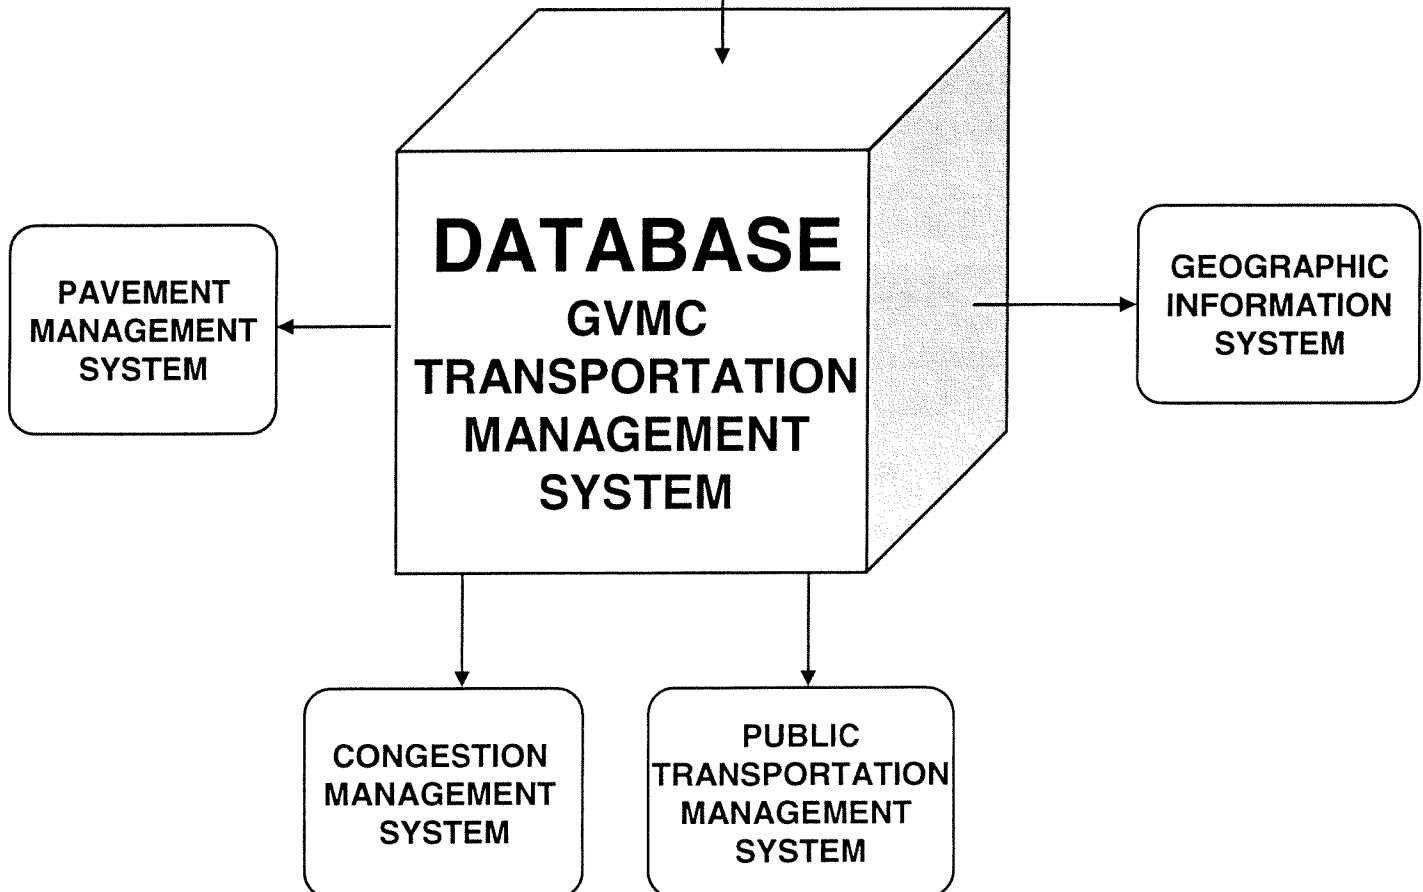 DATABASE
GVMC
TRANSPORTATION
MANAGEMENT
SYSTEM
PAVEMENT
MANAGEMENT
SYSTEM
GEOGRAPHIC
INFORMATION
SYSTEM
CONGESTION
MANAGEMENT
SYSTEM
PUBLIC
TRANSPORTATION
MANAGEMENT
SYSTEM